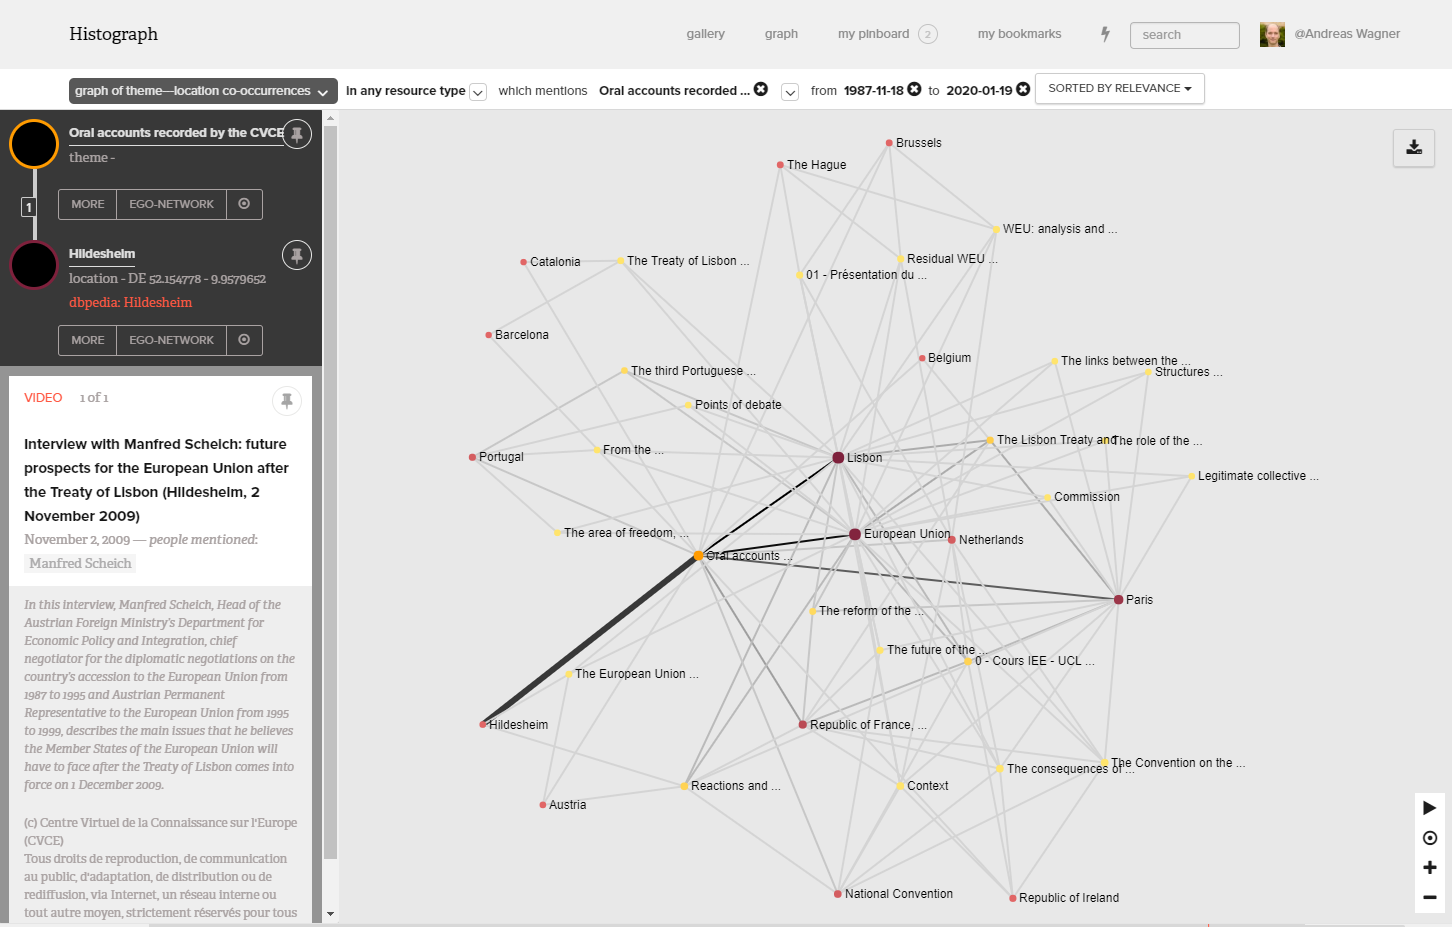 Histograph
gallery
graph
my pinboard 2
my bookmarks
search
@Andreas Wagner
graph of theme—location co-occurrences
in any resource type
which mentions
Oral accounts recorded ...
from 1987-11-18
to 2020-01-19
SORTED BY RELEVANCE
Oral accounts recorded by the CVCE
theme -
MORE
EGO-NETWORK
1
Hildesheim
location - DE 52.154778 - 9.9579652
dbpedia: Hildesheim
MORE
EGO-NETWORK
VIDEO 1 of 1
Interview with Manfred Scheich: future
prospects for the European Union after
the Treaty of Lisbon (Hildesheim, 2
November 2009)
November 2, 2009 — people mentioned:
Manfred Scheich
In this interview, Manfred Scheich, Head of the
Austrian Foreign Ministry's Department for
Economic Policy and Integration, chief
negotiator for the diplomatic negotiations on the
country's accession to the European Union from
1987 to 1995 and Austrian Permanent
Representative to the European Union from 1995
to 1999, describes the main issues that he believes
the Member States of the European Union will
have to face after the Treaty of Lisbon comes into
force on 1 December 2009.
(c) Centre Virtuel de la Connaissance sur l'Europe
(CVCE)
Tous droits de reproduction, de communication
au public, d'adaptation, de distribution ou de
rediffusion, via Internet, un réseau interne ou
tout autre moyen, strictement réservés pour tous
Brussels
The Hague
WEU: analysis and ...
Catalonia
The Treaty of Lisbon ...
Residual WEU ...
01 - Présentation du ...
Barcelona
Belgium
The links between the ...
The third Portuguese ...
Structures ...
Points of debate
The Lisbon Treaty and
The role of the ...
Portugal
From the ...
Lisbon
Legitimate collective ...
Commission
The area of freedom, ...
European Union
Netherlands
Oral accounts ...
Paris
The reform of the ...
The future of the ...
0 - Cours IEE - UCL ...
The European Union ...
Hildesheim
Republic of France, ...
The Convention on the ...
The consequences of ...
Reactions and ...
Context
Austria
National Convention
Republic of Ireland